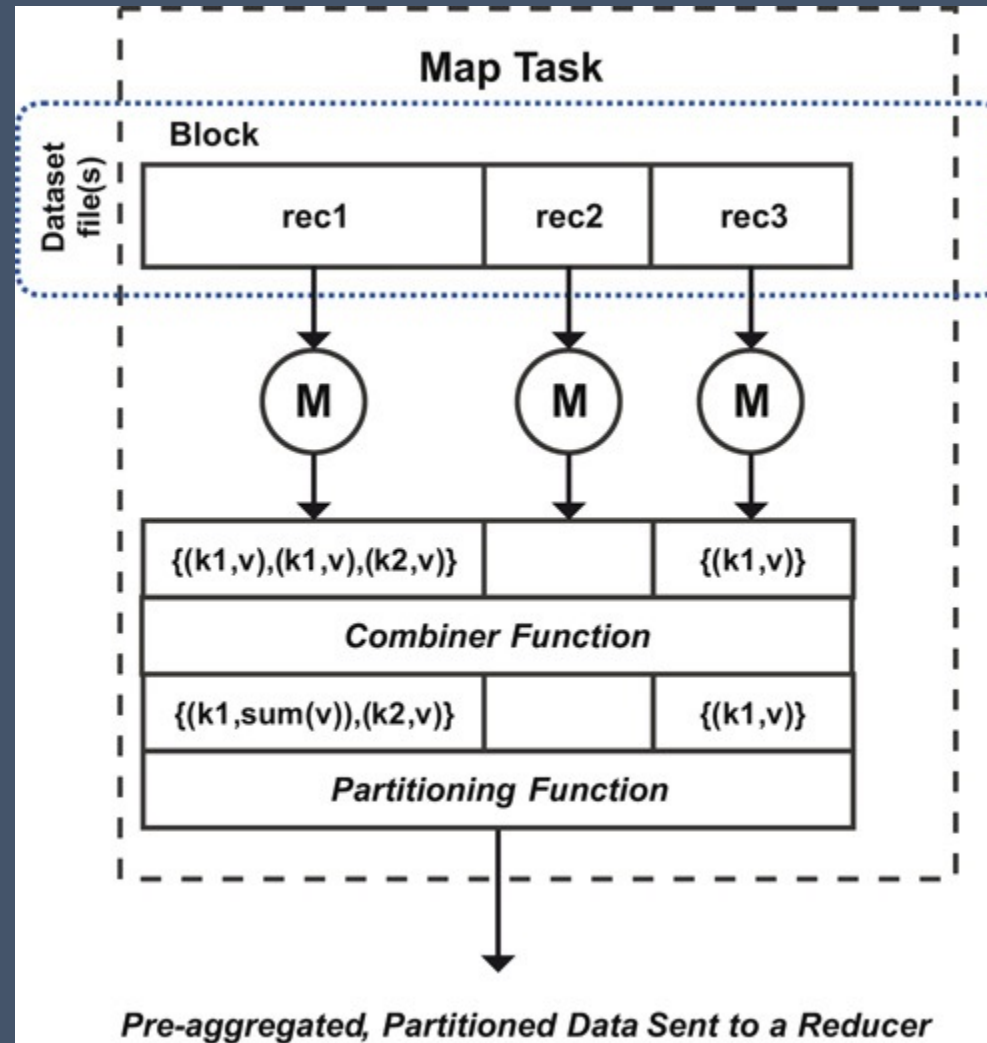 Map Task
Dataset
file(s)
Block
rec1 rec2 rec3
M M M
{(k1,v),(k1,v),(k2,v)} {(k1,v)}
Combiner Function
{(k1,sum(v)),(k2,v)} {(k1,v)}
Partitioning Function
Pre-aggregated, Partitioned Data Sent to a Reducer